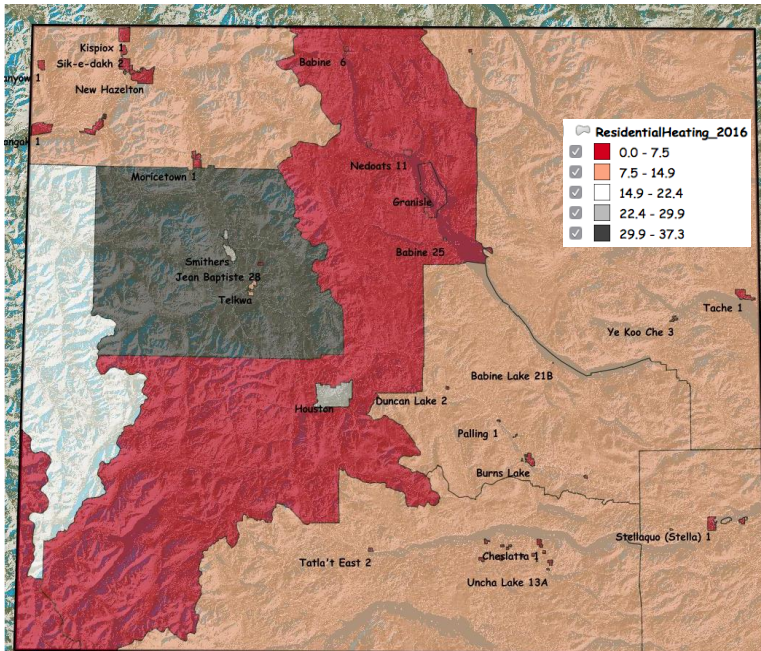 Kispiox 1
Sik-e-dakh 2
anyow 1
New Hazelton
Babine 6
ResidentialHeating_2016
0.0 - 7.5
7.5 - 14.9
14.9 - 22.4
22.4 - 29.9
29.9 - 37.3
angak 1
Moricetown 1
Nedoats 11
Granisle
Babine 25
Smithers
Jean Baptiste 28
Telkwa
Tache 1
Ye Koo Che 3
Babine Lake 21B
Duncan Lake 2
Houston
Palling 1
Burns Lake
Stellaquo (Stella) 1
Cheslatta 1
Tatla't East 2
Uncha Lake 13A